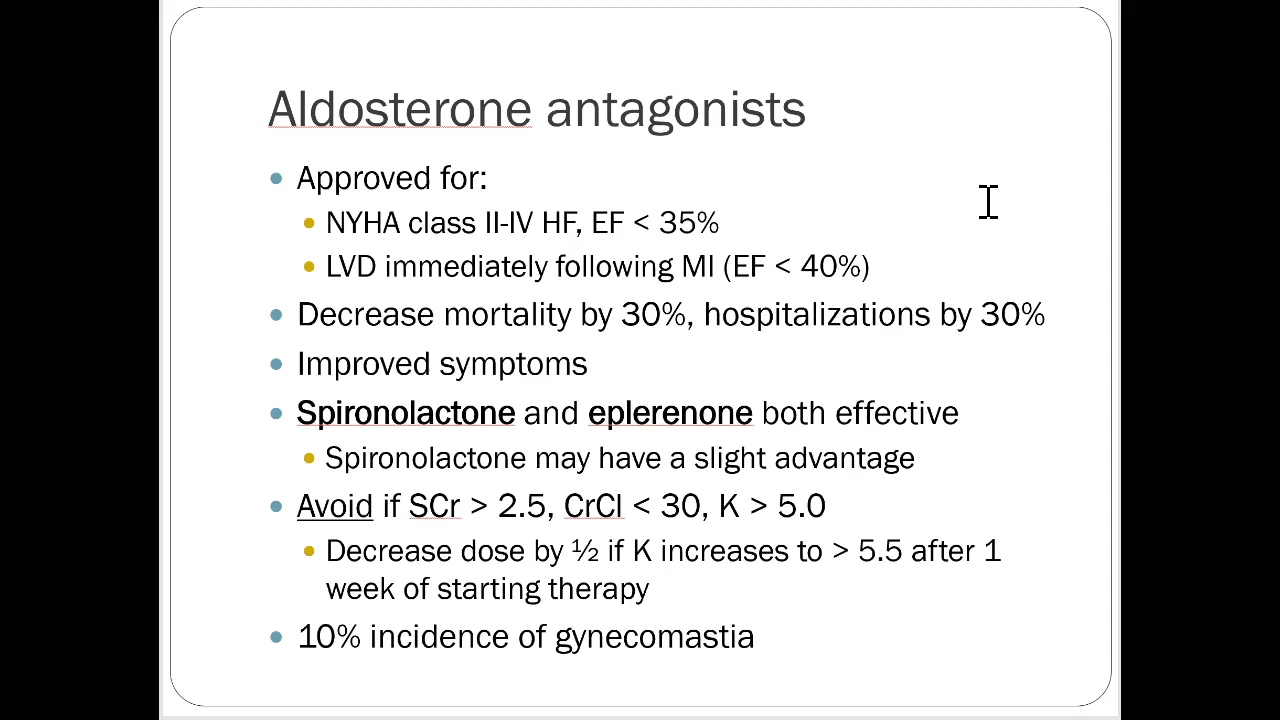 Aldosterone antagonists
• Approved for:
• NYHA class II-IV HF, EF < 35%
• LVD immediately following MI (EF < 40%)
• Decrease mortality by 30%, hospitalizations by 30%
• Improved symptoms
• Spironolactone and eplerenone both effective
• Spironolactone may have a slight advantage
• Avoid if SCr > 2.5, CrCl < 30, K > 5.0
• Decrease dose by ½ if K increases to > 5.5 after 1
week of starting therapy
• 10% incidence of gynecomastia